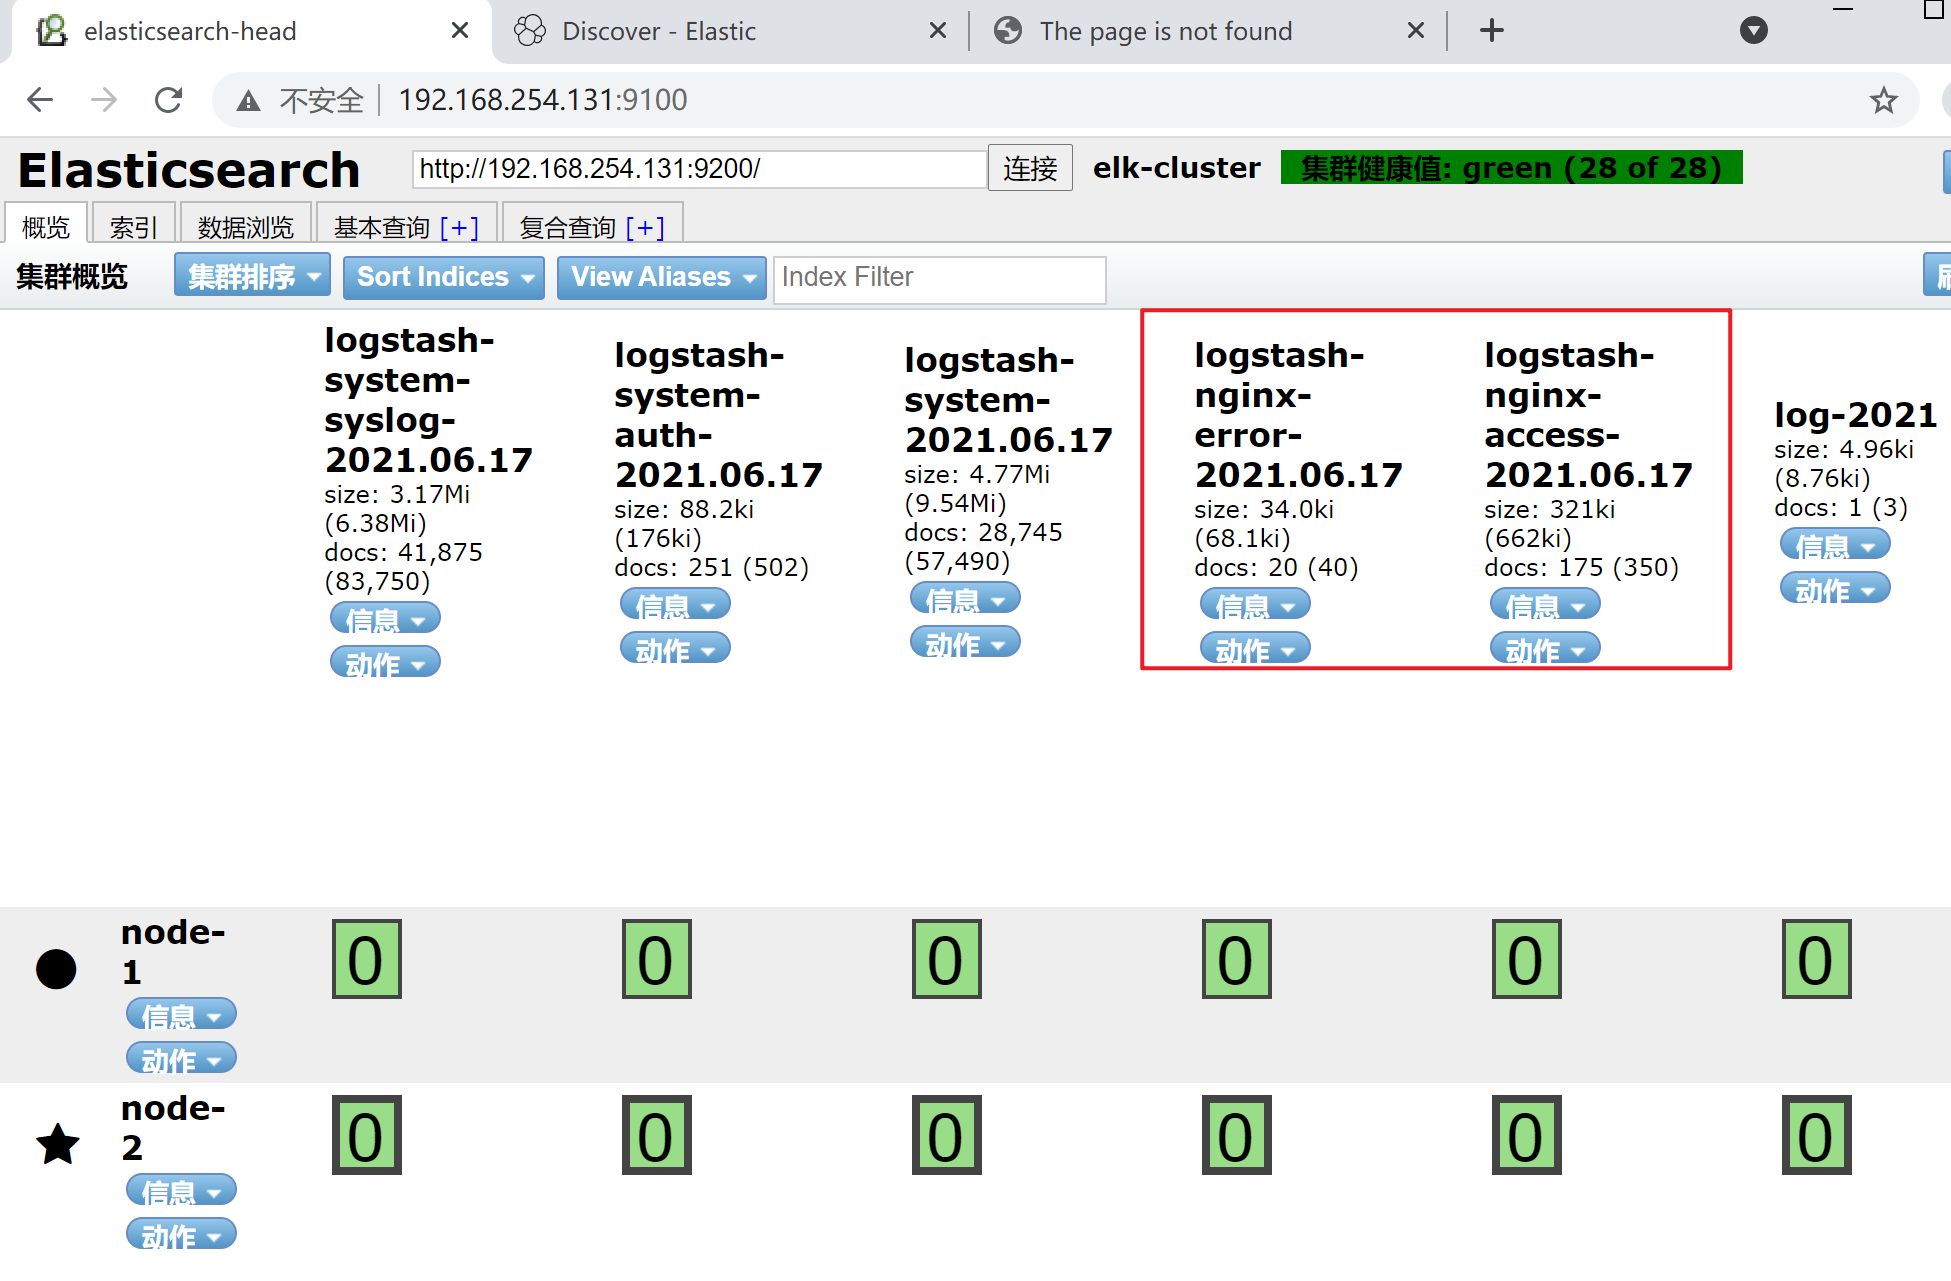 elasticsearch-head
Discover - Elastic
The page is not found
不安全 192.168.254.131:9100
Elasticsearch
http://192.168.254.131:9200/
连接
elk-cluster
集群健康值: green (28 of 28)
概览
索引
数据浏览
基本查询 [+]
复合查询 [+]
集群概览
集群排序
Sort Indices
View Aliases
Index Filter
logstash-
system-
syslog-
2021.06.17
size: 3.17Mi
(6.38Mi)
docs: 41,875
(83,750)
信息
动作
logstash-
system-
auth-
2021.06.17
size: 88.2ki
(176ki)
docs: 251 (502)
信息
动作
logstash-
system-
2021.06.17
size: 4.77Mi
(9.54Mi)
docs: 28,745
(57,490)
信息
动作
logstash-
nginx-
error-
2021.06.17
size: 34.0ki
(68.1ki)
docs: 20 (40)
信息
动作
logstash-
nginx-
access-
2021.06.17
size: 321ki
(662ki)
docs: 175 (350)
信息
动作
log-2021
size: 4.96ki
(8.76ki)
docs: 1 (3)
信息
动作
node-
1
信息
动作
0 0 0 0 0 0
node-
2
信息
动作
0 0 0 0 0 0